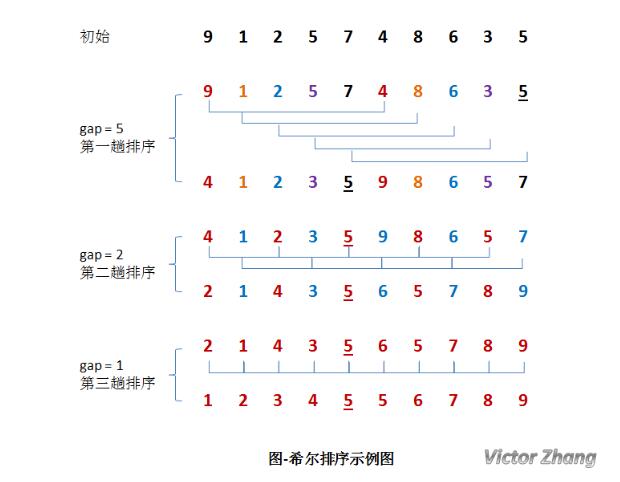 初始 9 1 2 5 7 4 8 6 3 5
9 1 2 5 7 4 8 6 3 5
gap = 5
第一趟排序
4 1 2 3 5 9 8 6 5 7
4 1 2 3 5 9 8 6 5 7
gap = 2
第二趟排序
2 1 4 3 5 6 5 7 8 9
2 1 4 3 5 6 5 7 8 9
gap = 1
第三趟排序
1 2 3 4 5 5 6 7 8 9
图-希尔排序示例图
Victor Zhang